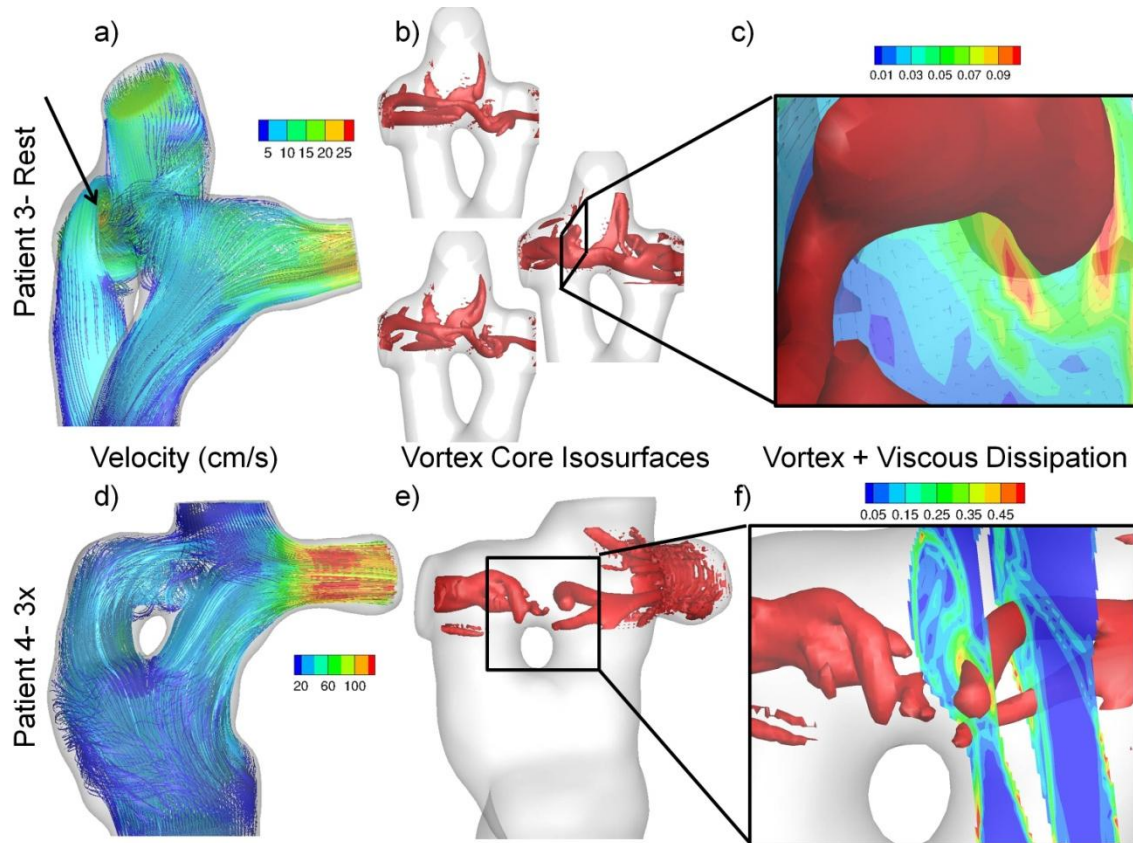 a)
b)
c)
5 10 15 20 25
0.01 0.03 0.05 0.07 0.09
Patient 3- Rest
Velocity (cm/s)
Vortex Core Isosurfaces
Vortex + Viscous Dissipation
d)
e)
f)
0.05 0.15 0.25 0.35 0.45
20 60 100
Patient 4- 3x